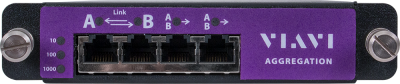 Link
A B A B A B
10
100
1000
VIAVI
AGGREGATION